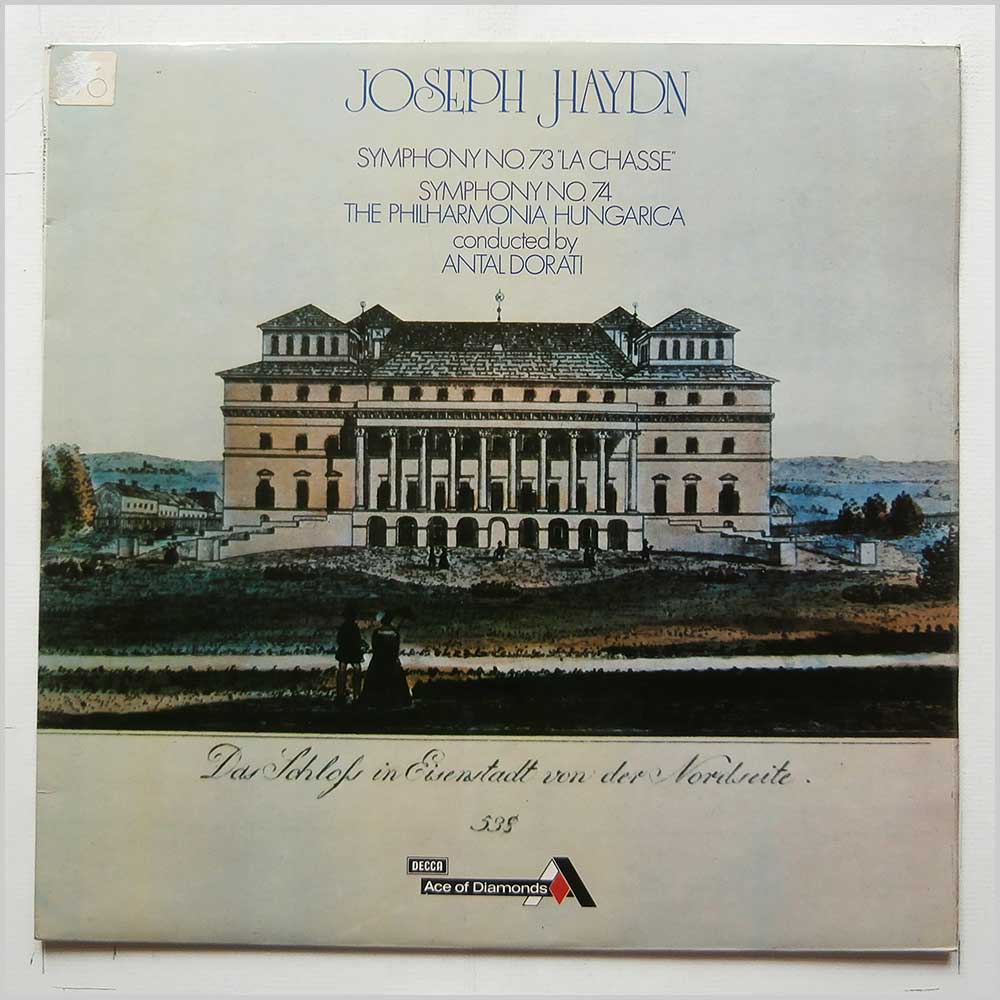 JOSEPH HAYDN
SYMPHONY NO. 73 "LA CHASSE"
SYMPHONY NO. 74
THE PHILHARMONIA HUNGARICA
conducted by
ANTAL DORATI
Das Schloß in Eisenstadt von der Nordseite.
538
DECCA
Ace of Diamonds